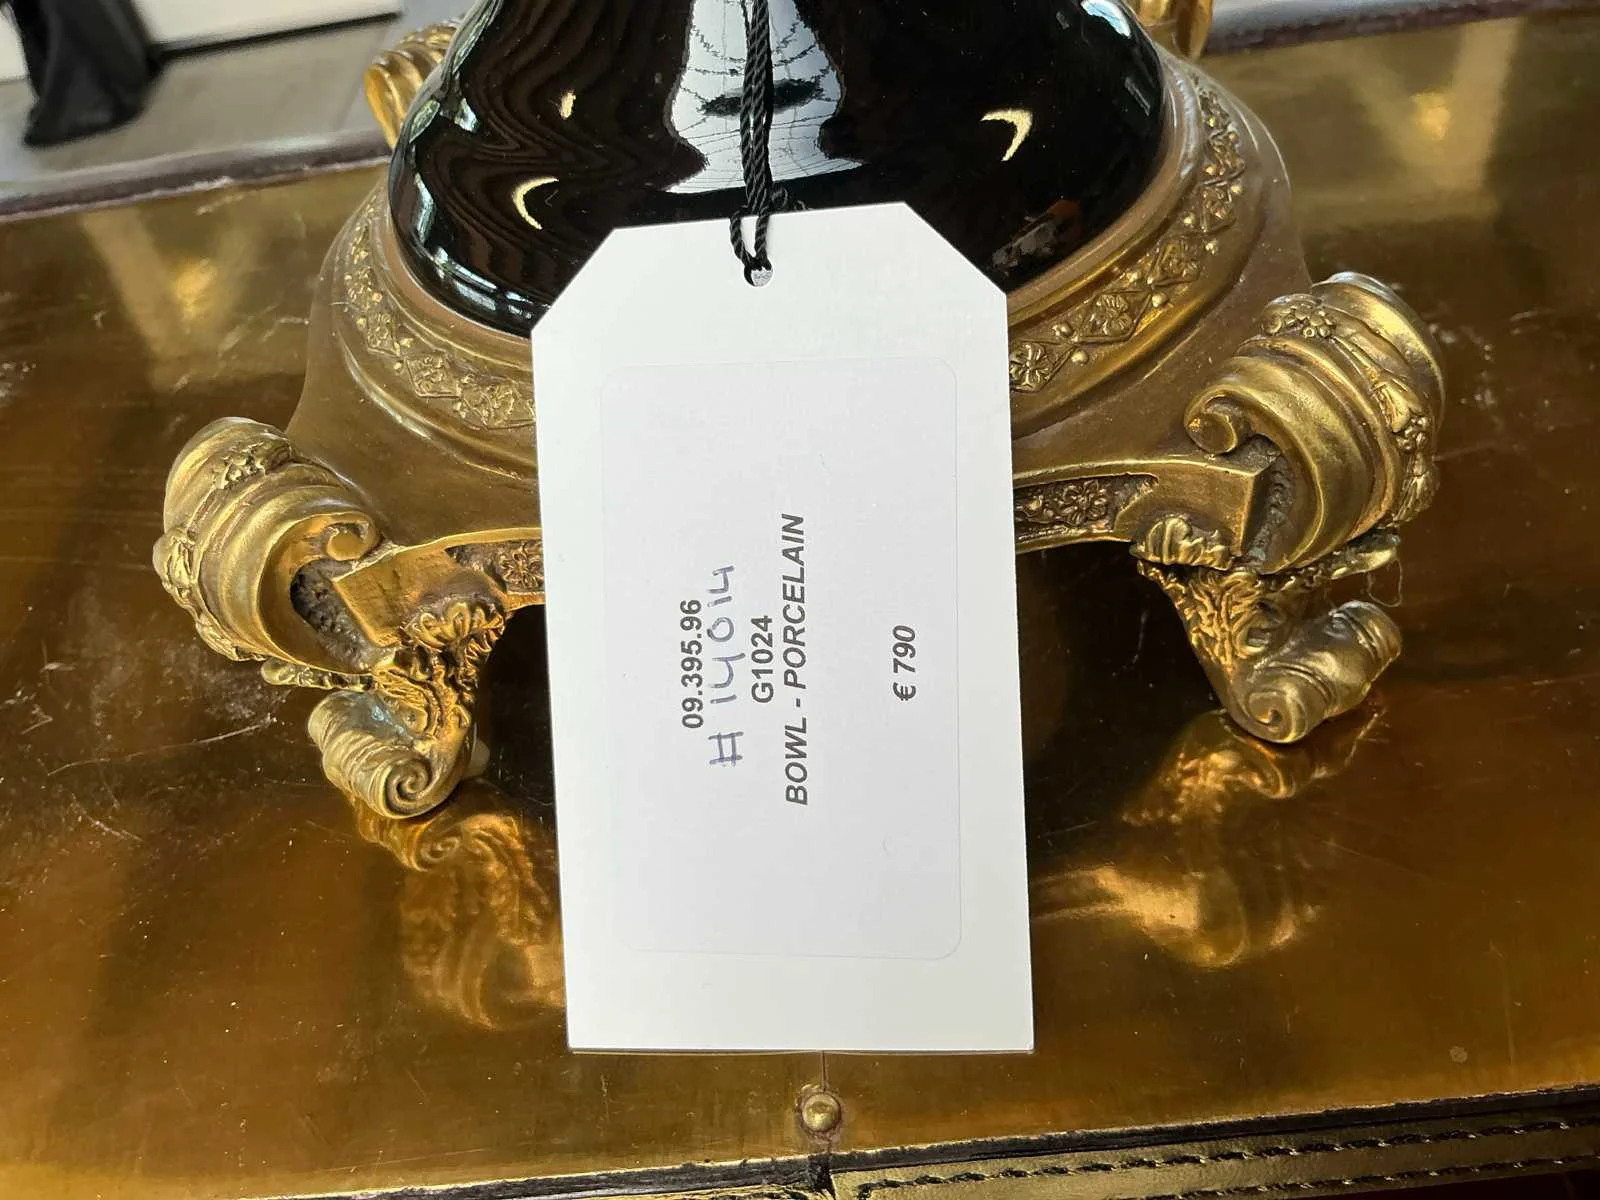 09.395.96
# 14014
G1024
BOWL - PORCELAIN
€ 790